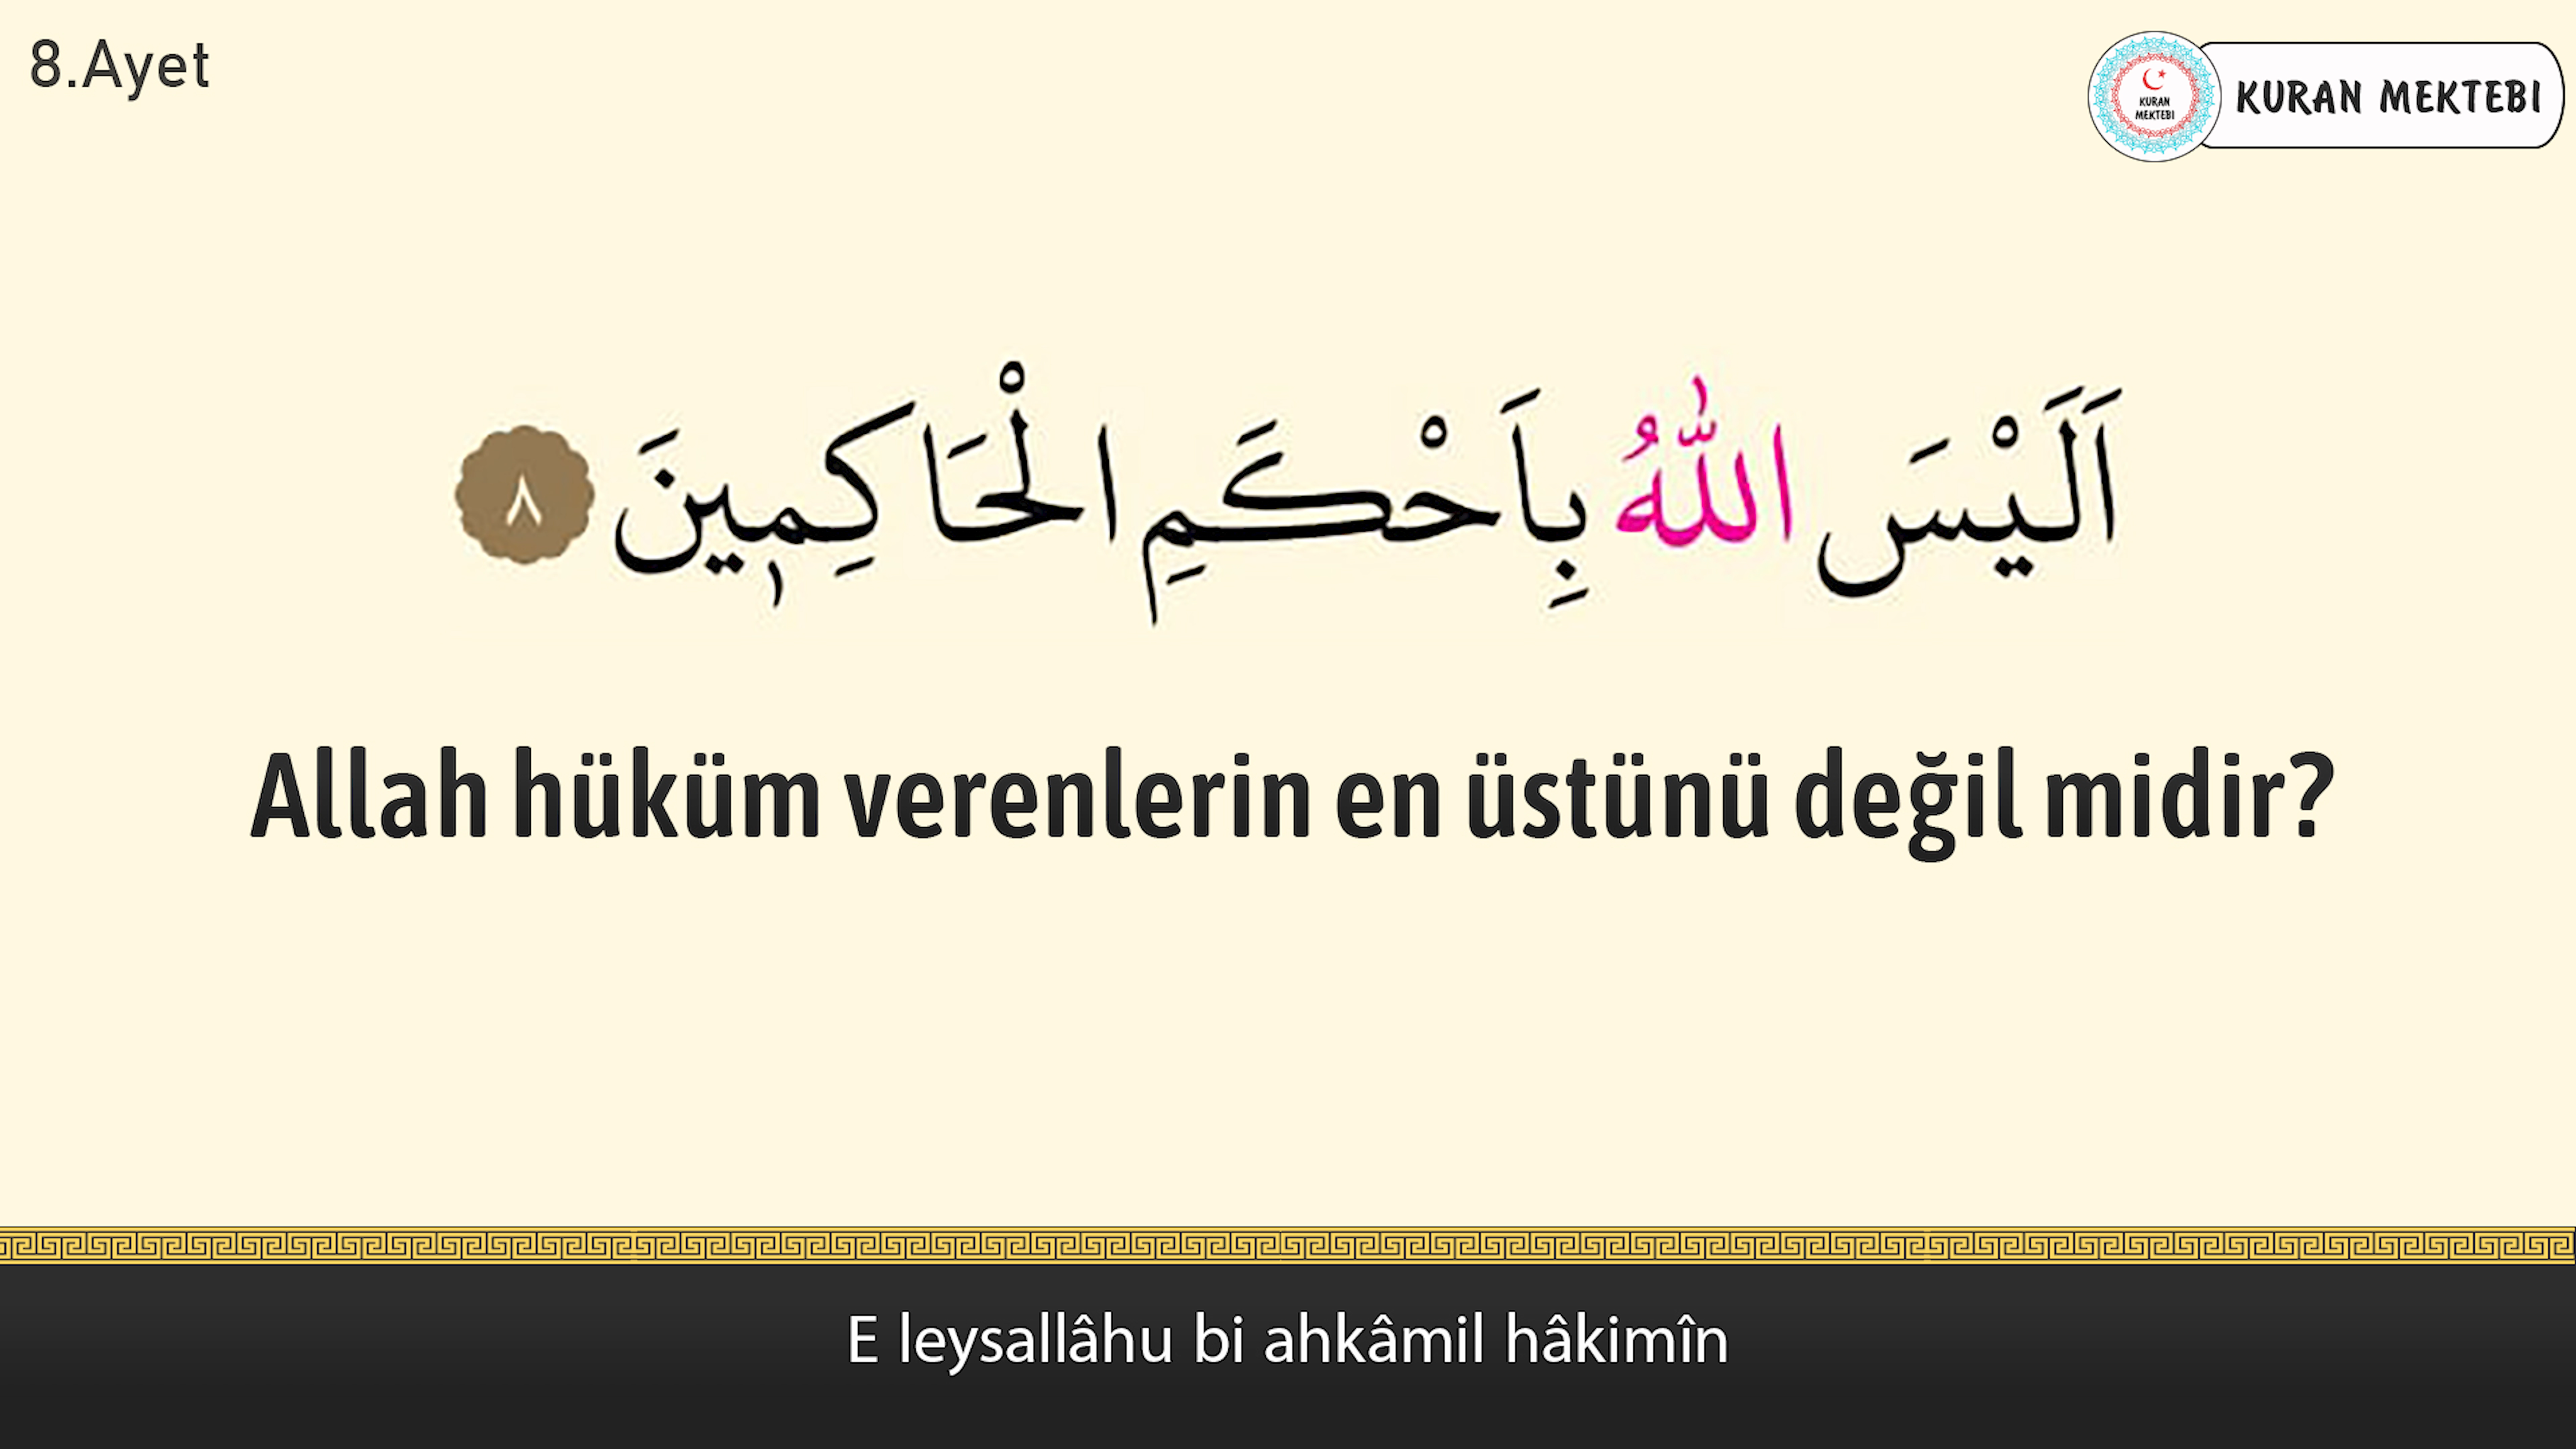 8.Ayet
KURAN
MEKTEBI
KURAN MEKTEBI
اَلَيْسَ اللّٰهُ بِاَحْكَمِ الْحَاكِمٖينَ ٨
Allah hüküm verenlerin en üstünü değil midir?
E leysallâhu bi ahkâmil hâkimîn